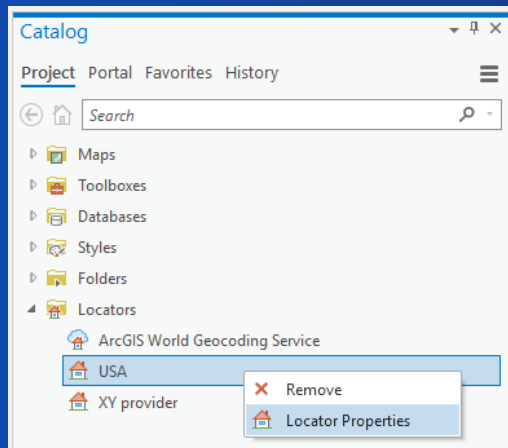 Catalog
Project Portal Favorites History
Search
Maps
Toolboxes
Databases
Styles
Folders
Locators
ArcGIS World Geocoding Service
USA
Remove
XY provider
Locator Properties